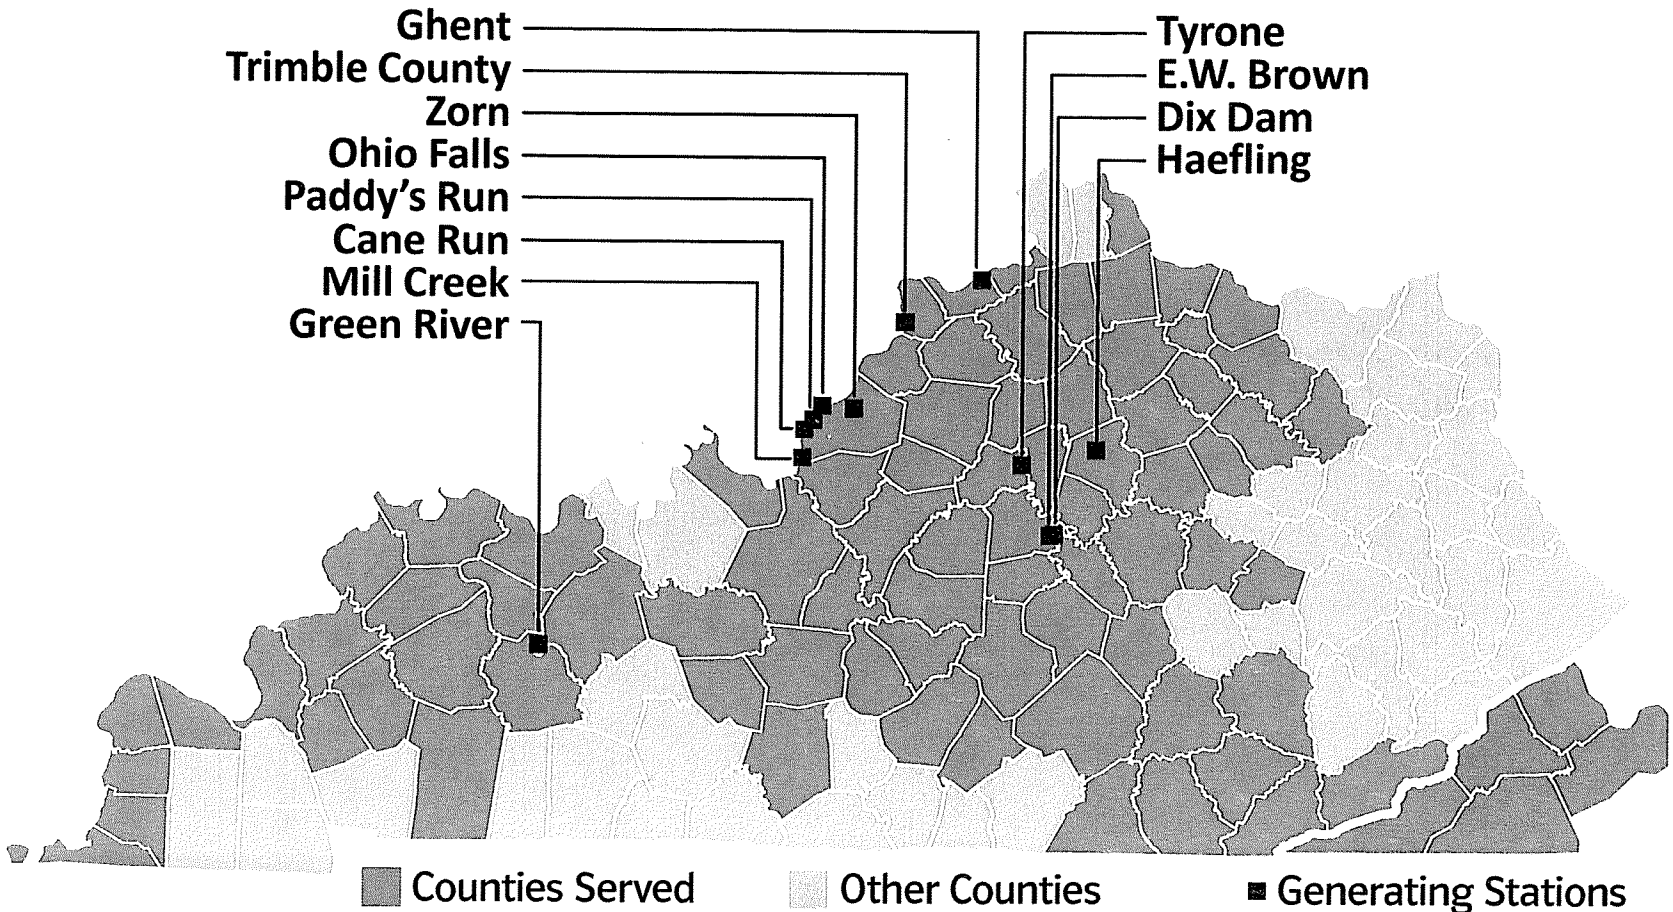 Ghent
Trimble County
Zorn
Ohio Falls
Paddy's Run
Cane Run
Mill Creek
Green River
Tyrone
E.W. Brown
Dix Dam
Haefling
Counties Served
Other Counties
Generating Stations